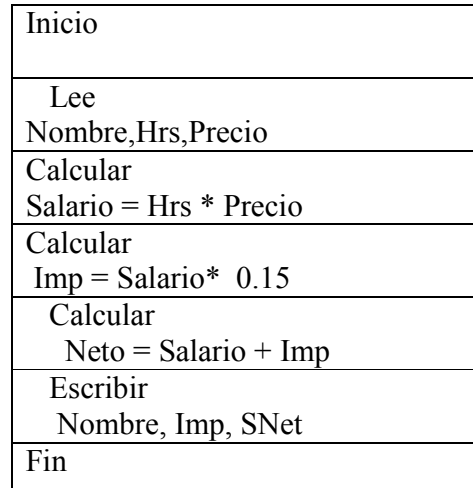 Inicio
Lee
Nombre,Hrs,Precio
Calcular
Salario = Hrs * Precio
Calcular
Imp = Salario* 0.15
Calcular
Neto = Salario + Imp
Escribir
Nombre, Imp, SNet
Fin